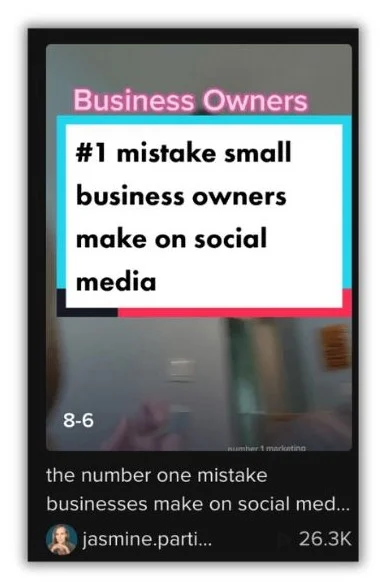 Business Owners
#1 mistake small
business owners
make on social
media
8-6
number 1 marketing
the number one mistake
businesses make on social med...
jasmine.parti...
26.3K